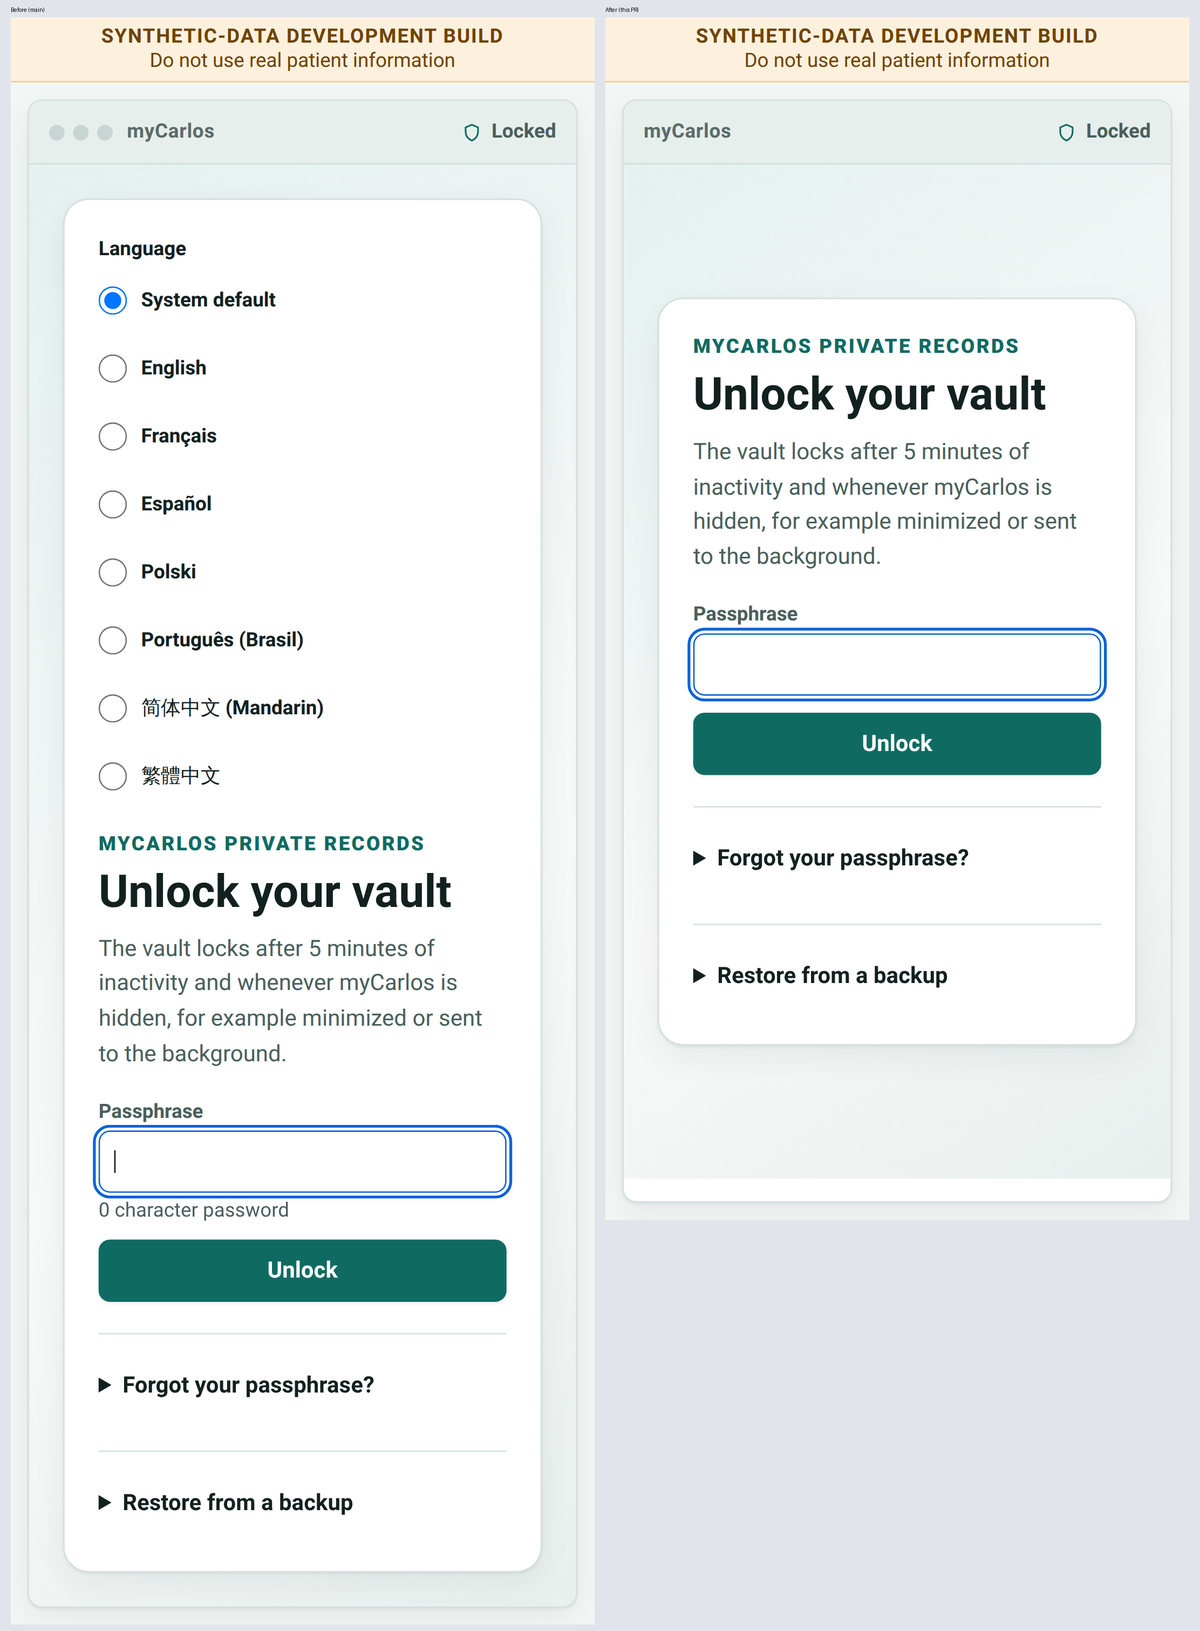 Before (main)
SYNTHETIC-DATA DEVELOPMENT BUILD
Do not use real patient information
myCarlos
Locked
Language
System default
English
Français
Español
Polski
Português (Brasil)
简体中文 (Mandarin)
繁體中文
MYCARLOS PRIVATE RECORDS
Unlock your vault
The vault locks after 5 minutes of
inactivity and whenever myCarlos is
hidden, for example minimized or sent
to the background.
Passphrase
0 character password
Unlock
Forgot your passphrase?
Restore from a backup
After (this PR)
SYNTHETIC-DATA DEVELOPMENT BUILD
Do not use real patient information
myCarlos
Locked
MYCARLOS PRIVATE RECORDS
Unlock your vault
The vault locks after 5 minutes of
inactivity and whenever myCarlos is
hidden, for example minimized or sent
to the background.
Passphrase
Unlock
Forgot your passphrase?
Restore from a backup